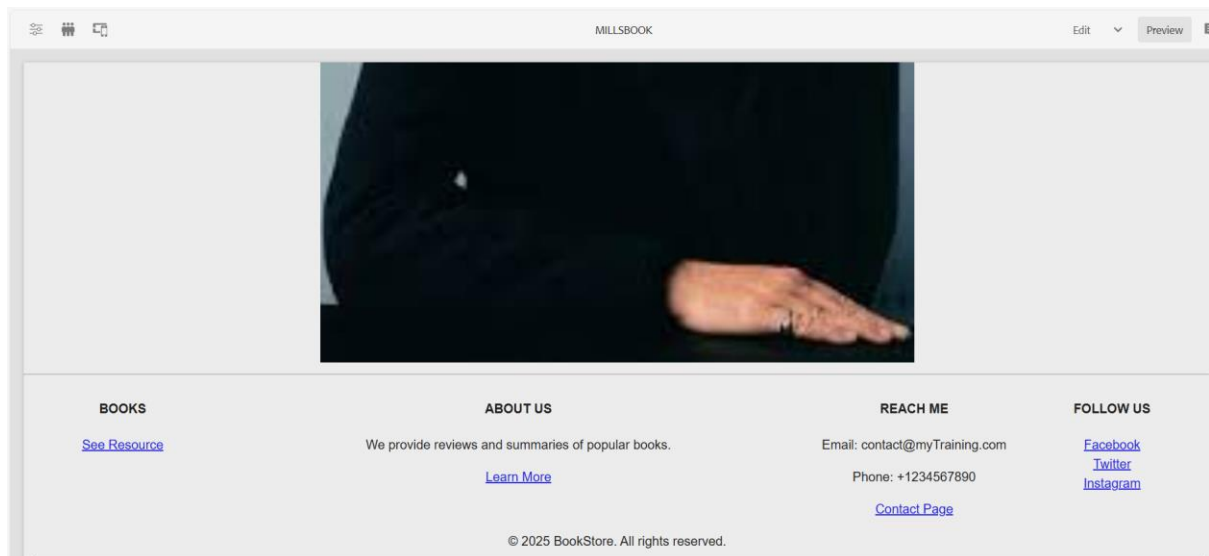 MILLSBOOK
Edit
Preview
BOOKS
See Resource
ABOUT US
We provide reviews and summaries of popular books.
Learn More
REACH ME
Email: contact@myTraining.com
Phone: +1234567890
Contact Page
FOLLOW US
Facebook
Twitter
Instagram
© 2025 BookStore. All rights reserved.